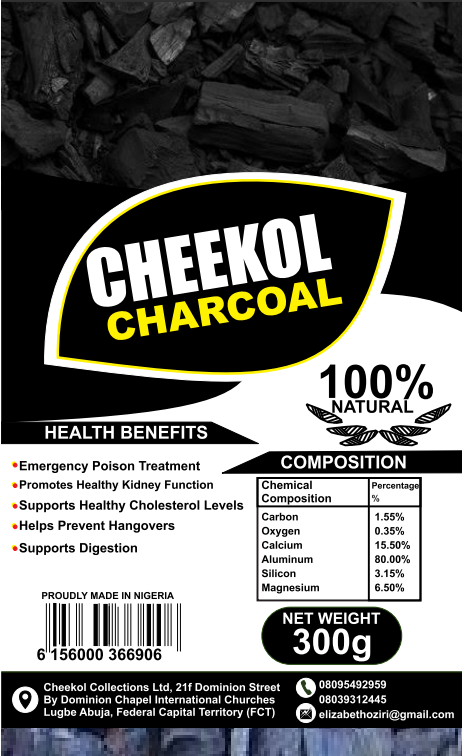 CHEEKOL
CHARCOAL
100%
NATURAL
HEALTH BENEFITS
Emergency Poison Treatment
Promotes Healthy Kidney Function
Supports Healthy Cholesterol Levels
Helps Prevent Hangovers
Supports Digestion
COMPOSITION
Chemical Composition Percentage %
Carbon 1.55%
Oxygen 0.35%
Calcium 15.50%
Aluminum 80.00%
Silicon 3.15%
Magnesium 6.50%
PROUDLY MADE IN NIGERIA
6 156000 366906
NET WEIGHT
300g
Cheekol Collections Ltd, 21f Dominion Street
By Dominion Chapel International Churches
Lugbe Abuja, Federal Capital Territory (FCT)
08095492959
08039312445
elizabethoziri@gmail.com